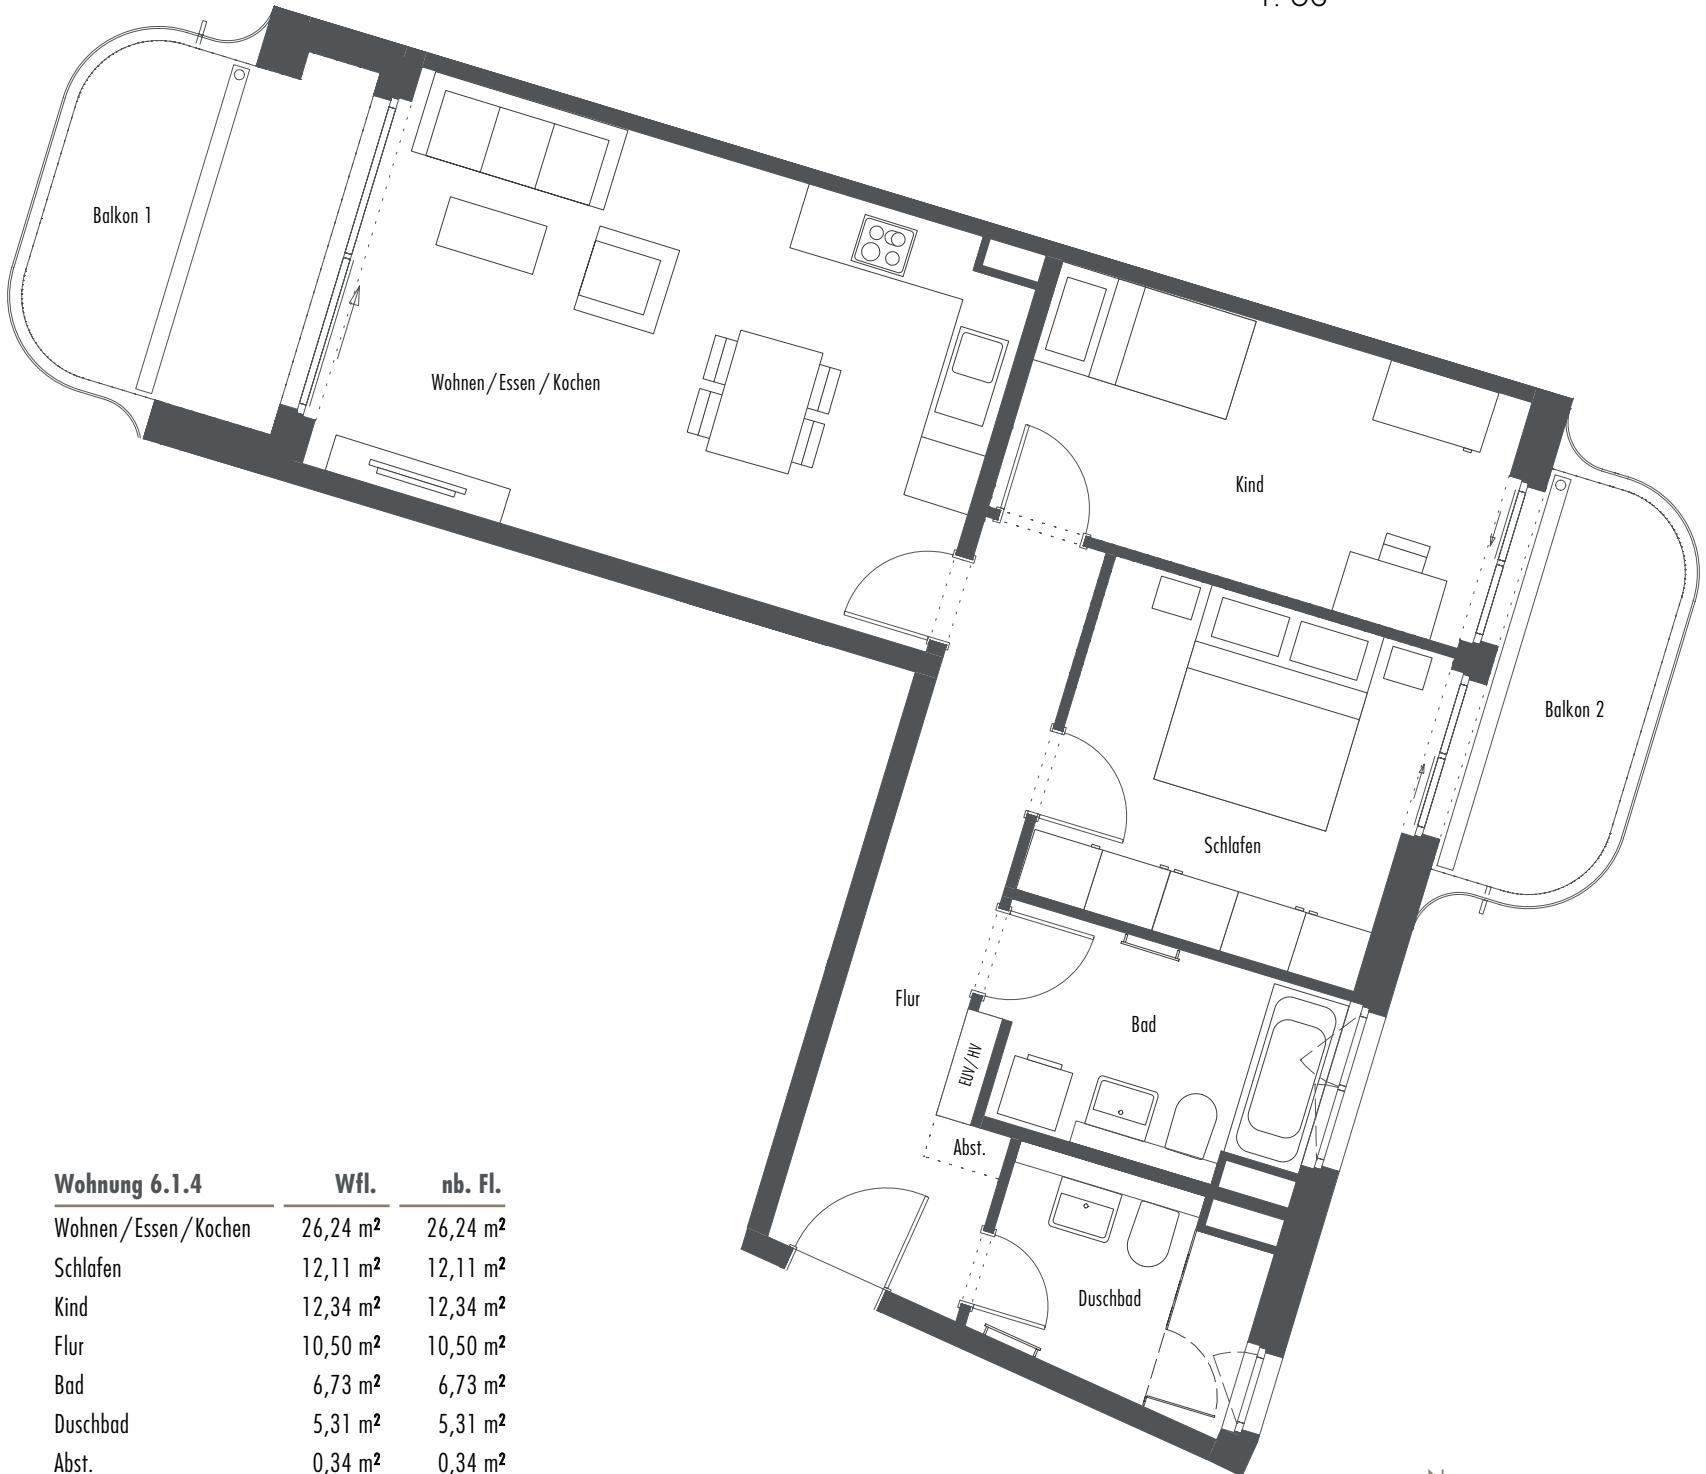 Balkon 1
Wohnen/Essen/Kochen
Kind
Balkon 2
Schlafen
Flur
Bad
EUV/HV
Abst.
Duschbad
Wohnung 6.1.4 Wfl. nb. Fl.
Wohnen/Essen/Kochen 26,24 m² 26,24 m²
Schlafen 12,11 m² 12,11 m²
Kind 12,34 m² 12,34 m²
Flur 10,50 m² 10,50 m²
Bad 6,73 m² 6,73 m²
Duschbad 5,31 m² 5,31 m²
Abst. 0,34 m² 0,34 m²